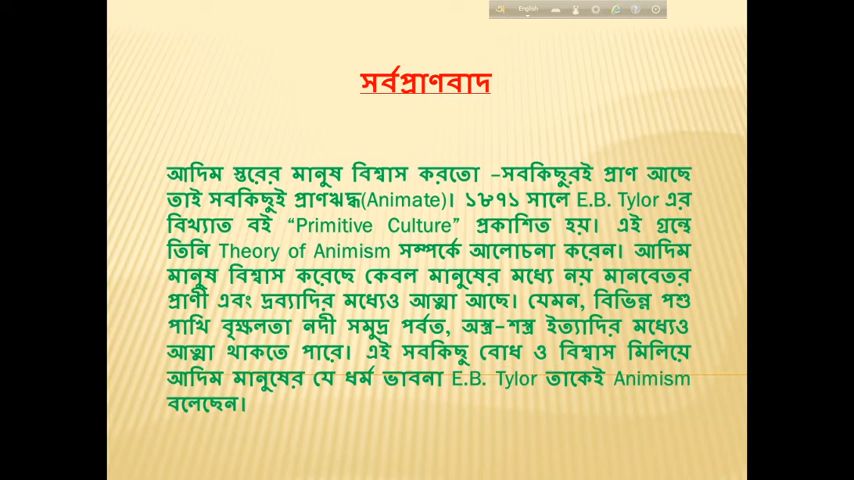 English
সর্বপ্রাণবাদ
আদিম স্তরের মানুষ বিশ্বাস করতো –সবকিছুরই প্রাণ আছে
তাই সবকিছুই প্রাণঋদ্ধ(Animate)। ১৮৭১ সালে E.B. Tylor এর
বিখ্যাত বই “Primitive Culture” প্রকাশিত হয়। এই গ্রন্থে
তিনি Theory of Animism সম্পর্কে আলোচনা করেন। আদিম
মানুষ বিশ্বাস করেছে কেবল মানুষের মধ্যে নয় মানবেতর
প্রাণী এবং দ্রব্যাদির মধ্যেও আত্মা আছে। যেমন, বিভিন্ন পশু
পাখি বৃক্ষলতা নদী সমুদ্র পর্বত, অস্ত্র–শস্ত্র ইত্যাদির মধ্যেও
আত্মা থাকতে পারে। এই সবকিছু বোধ ও বিশ্বাস মিলিয়ে
আদিম মানুষের যে ধর্ম ভাবনা E.B. Tylor তাকেই Animism
বলেছেন।